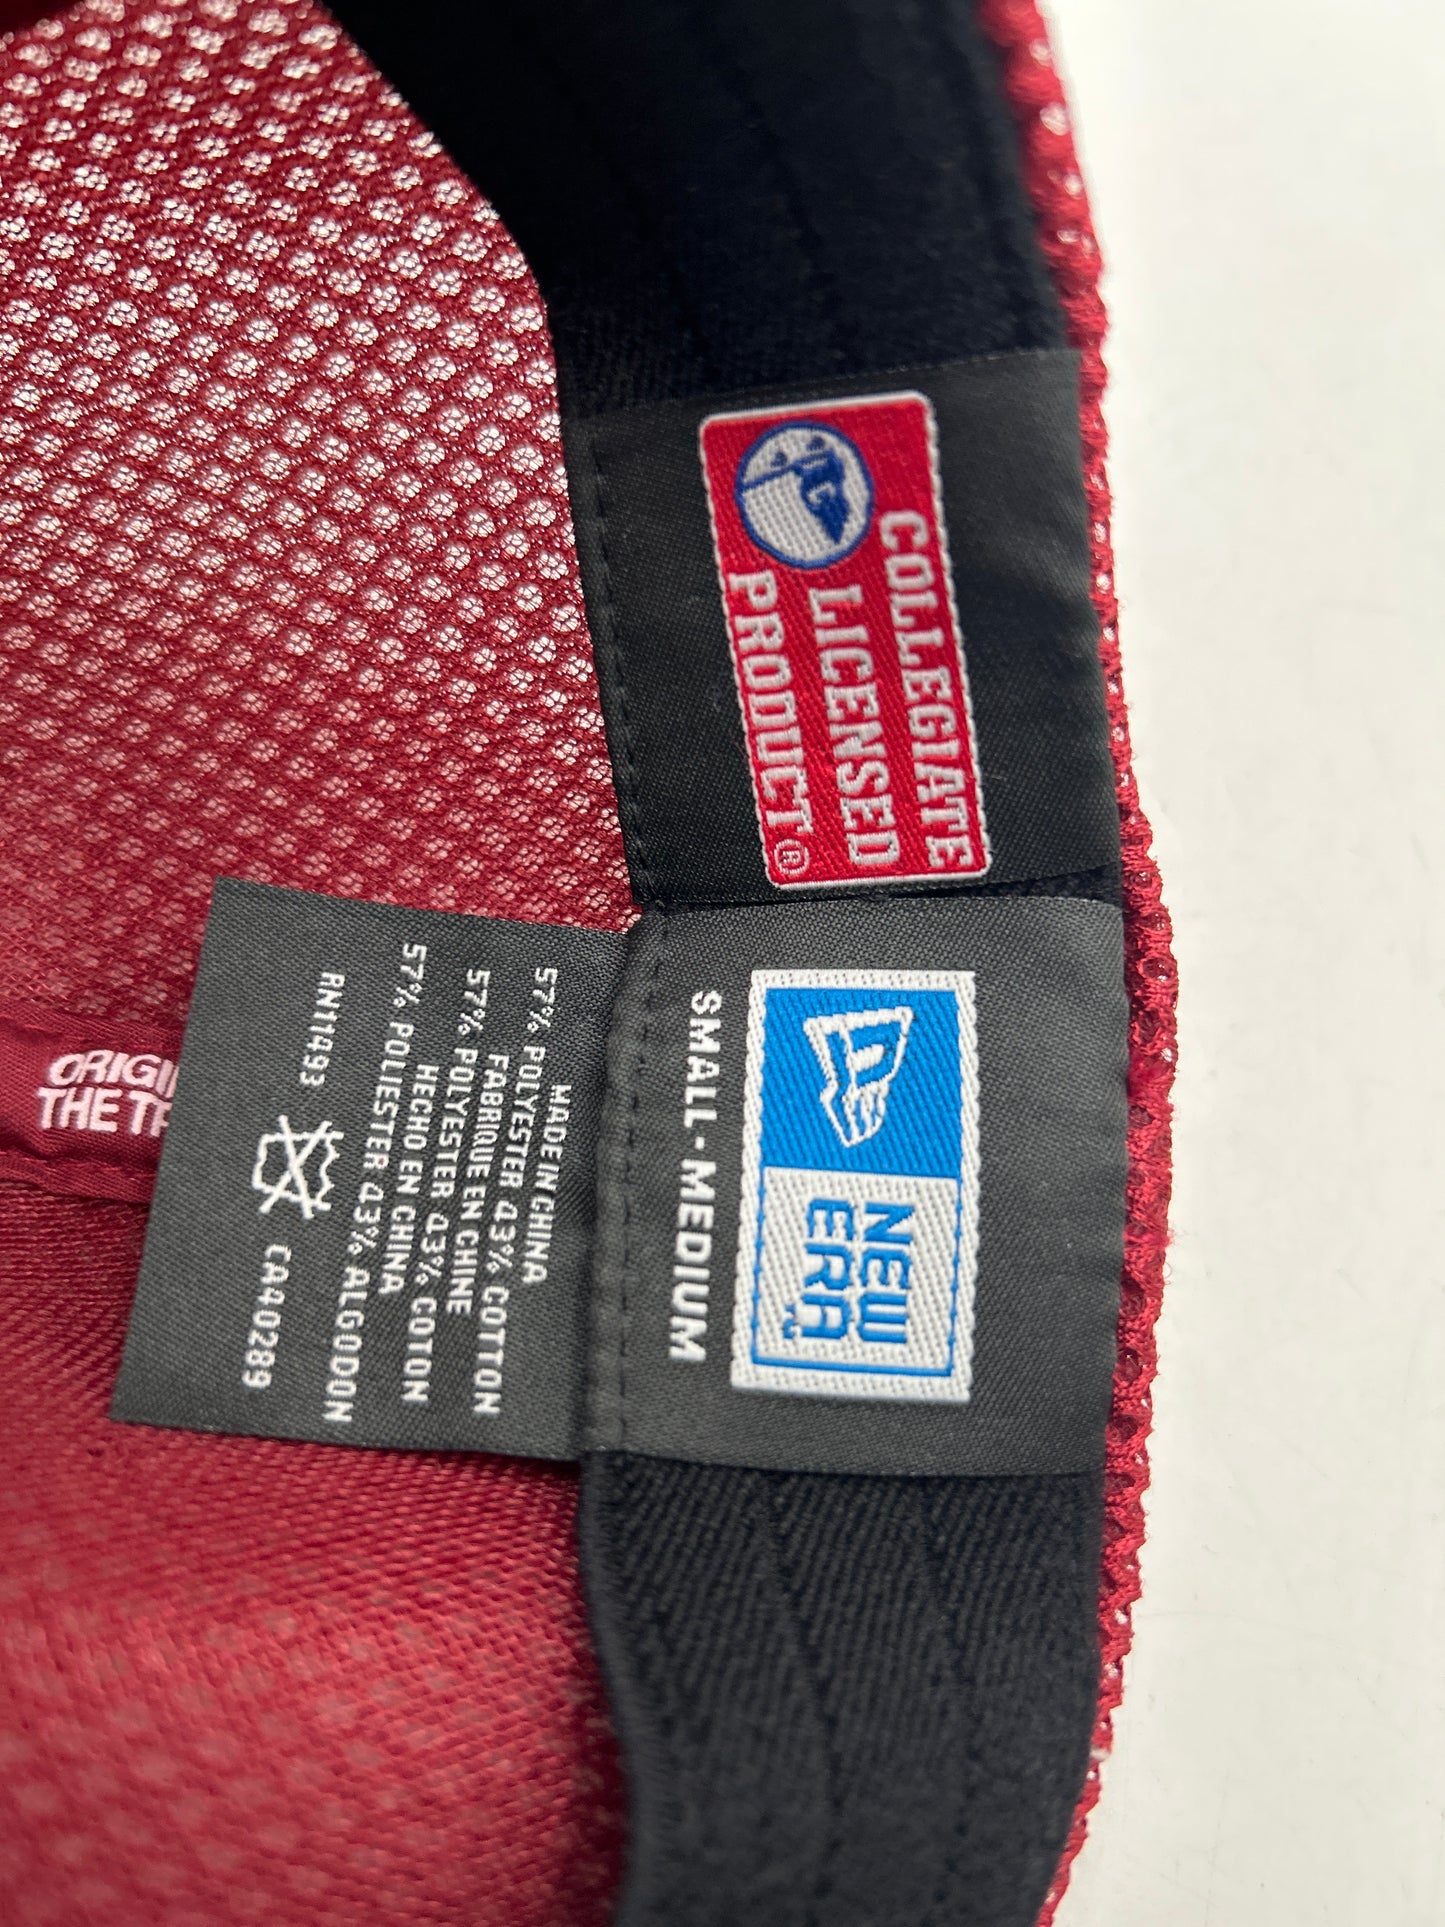 COLLEGIATE
LICENSED
PRODUCT®
NEW
ERA
SMALL-MEDIUM
MADE IN CHINA
57% POLYESTER 43% COTTON
FABRIQUE EN CHINE
57% POLYESTER 43% COTON
HECHO EN CHINA
57% POLIESTER 43% ALGODON
RN11493
CA40289
THE